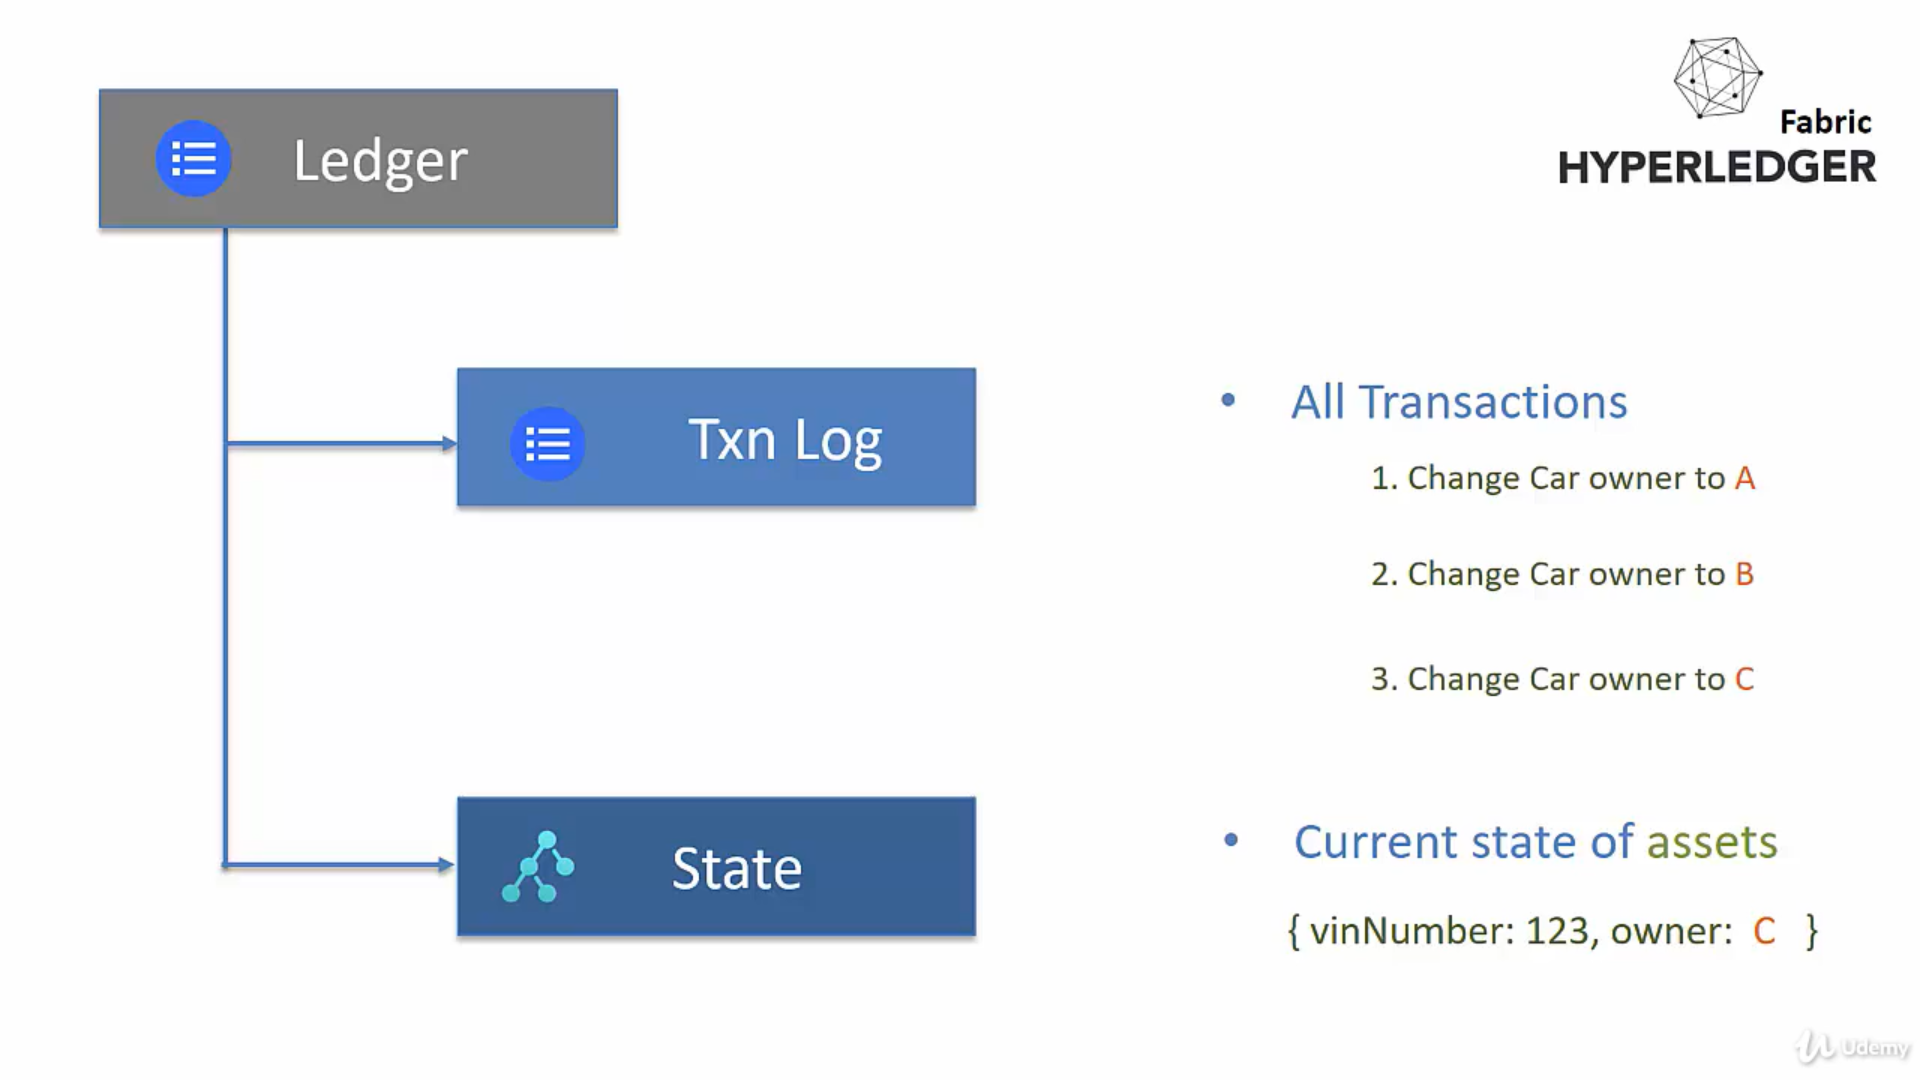 Ledger
Fabric
HYPERLEDGER
Txn Log
• All Transactions
1. Change Car owner to A
2. Change Car owner to B
3. Change Car owner to C
State
• Current state of assets
{ vinNumber: 123, owner: C }
Udemy